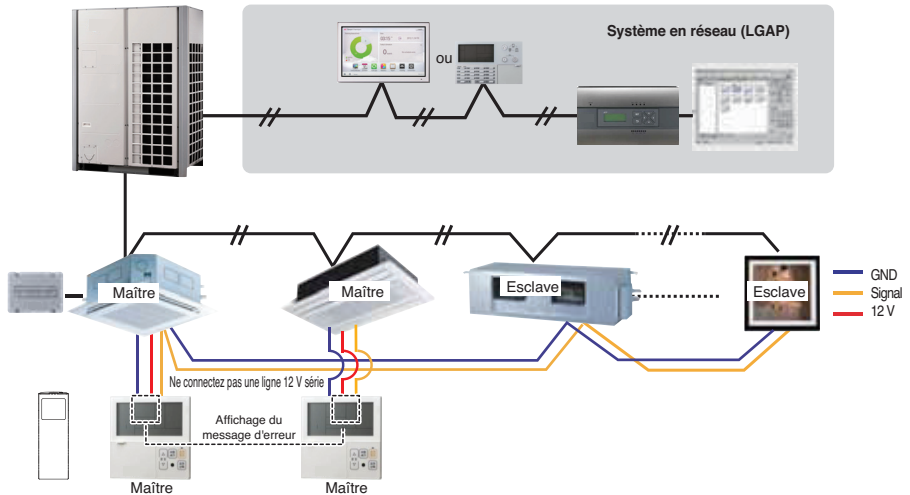 Système en réseau (LGAP)
ou
Maître
Maître
Esclave
Esclave
GND
Signal
12 V
Ne connectez pas une ligne 12 V série
Affichage du
message d'erreur
Maître
Maître